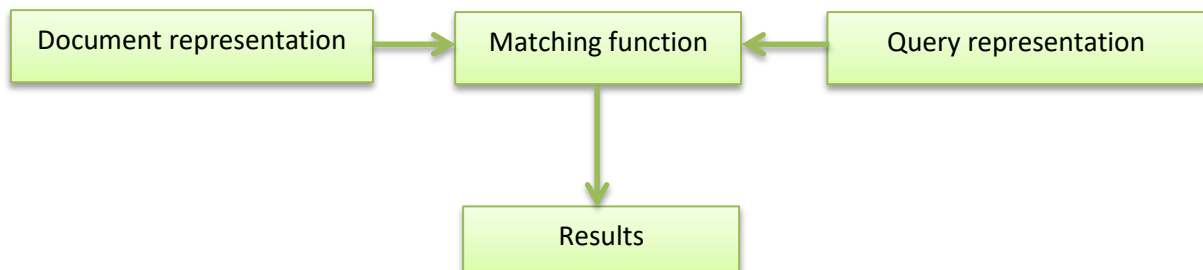 Document representation
Matching function
Query representation
Results